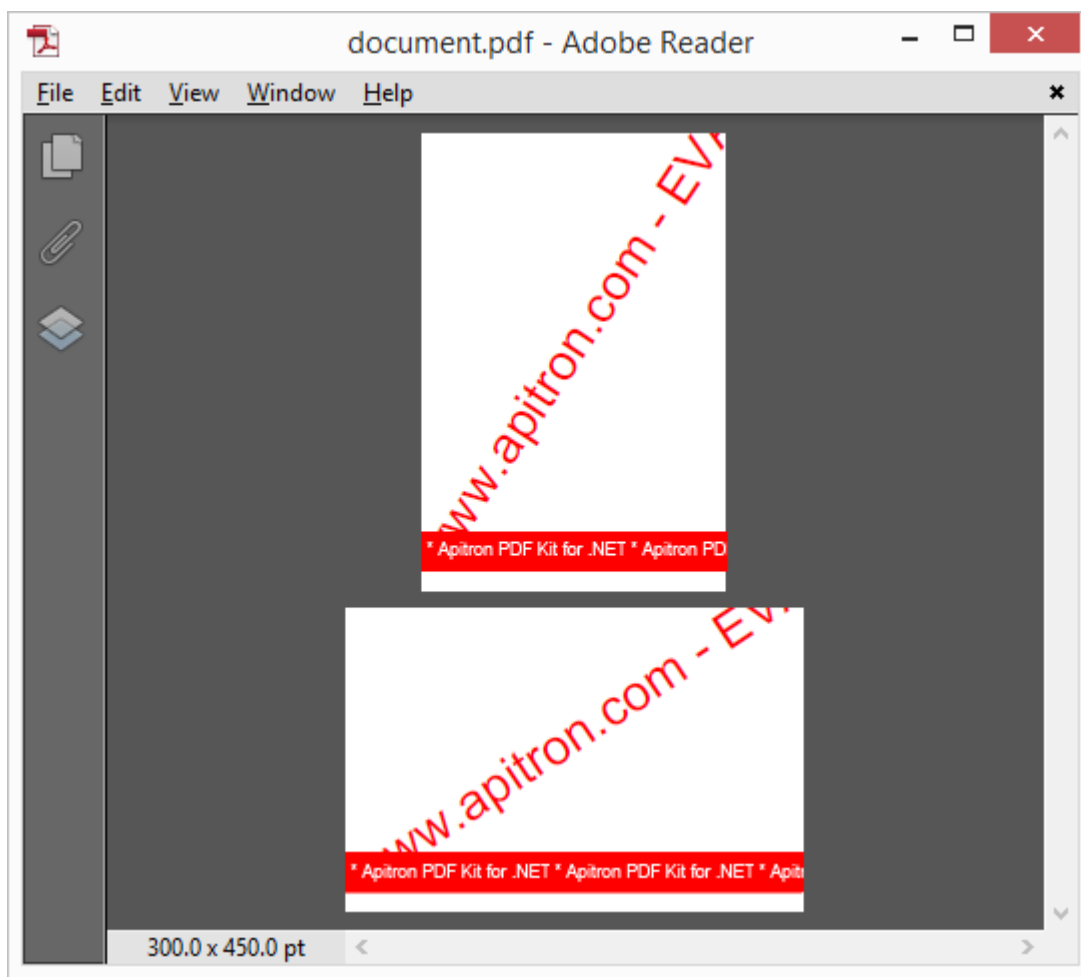 document.pdf - Adobe Reader
File Edit View Window Help
www.apitron.com - EVA
* Apitron PDF Kit for .NET * Apitron PD
www.apitron.com - EVA
* Apitron PDF Kit for .NET * Apitron PDF Kit for .NET * Apitr
300.0 x 450.0 pt